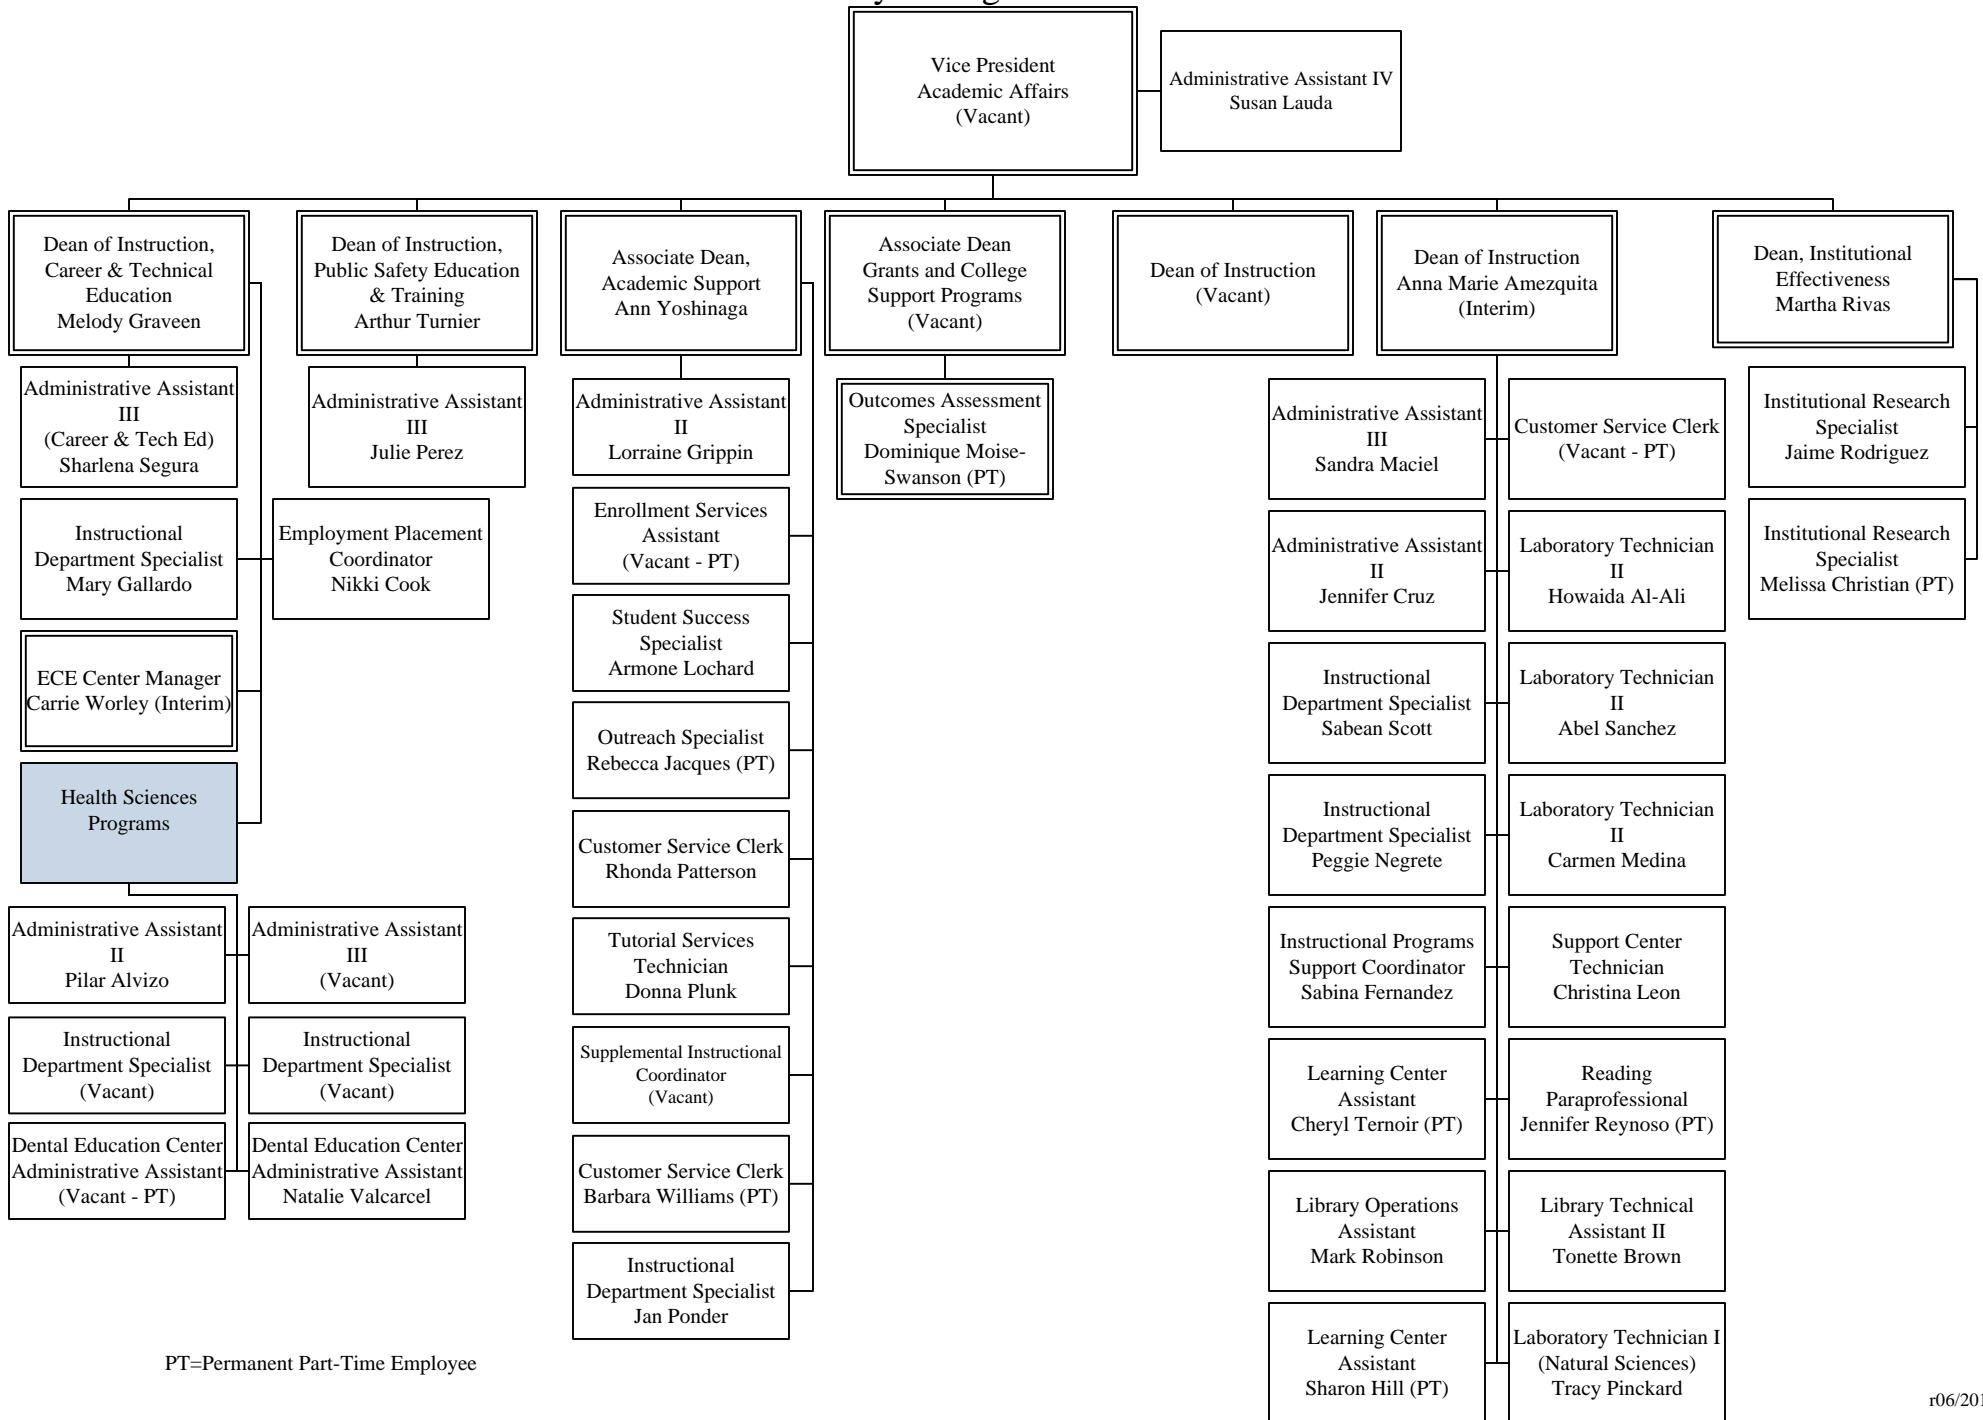 Vice President
Academic Affairs
(Vacant)
Administrative Assistant IV
Susan Lauda
Dean of Instruction,
Career & Technical
Education
Melody Graveen
Dean of Instruction,
Public Safety Education
& Training
Arthur Turnier
Associate Dean,
Academic Support
Ann Yoshinaga
Associate Dean
Grants and College
Support Programs
(Vacant)
Dean of Instruction
(Vacant)
Dean of Instruction
Anna Marie Amezquita
(Interim)
Dean, Institutional
Effectiveness
Martha Rivas
Administrative Assistant
III
(Career & Tech Ed)
Sharlena Segura
Instructional
Department Specialist
Mary Gallardo
Employment Placement
Coordinator
Nikki Cook
ECE Center Manager
Carrie Worley (Interim)
Health Sciences
Programs
Administrative Assistant
II
Pilar Alvizo
Administrative Assistant
III
(Vacant)
Instructional
Department Specialist
(Vacant)
Instructional
Department Specialist
(Vacant)
Dental Education Center
Administrative Assistant
(Vacant - PT)
Dental Education Center
Administrative Assistant
Natalie Valcarcel
Administrative Assistant
III
Julie Perez
Administrative Assistant
II
Lorraine Grippin
Enrollment Services
Assistant
(Vacant - PT)
Student Success
Specialist
Armone Lochard
Outreach Specialist
Rebecca Jacques (PT)
Customer Service Clerk
Rhonda Patterson
Tutorial Services
Technician
Donna Plunk
Supplemental Instructional
Coordinator
(Vacant)
Customer Service Clerk
Barbara Williams (PT)
Instructional
Department Specialist
Jan Ponder
Outcomes Assessment
Specialist
Dominique Moise-
Swanson (PT)
Administrative Assistant
III
Sandra Maciel
Customer Service Clerk
(Vacant - PT)
Administrative Assistant
II
Jennifer Cruz
Laboratory Technician
II
Howaida Al-Ali
Instructional
Department Specialist
Sabean Scott
Laboratory Technician
II
Abel Sanchez
Instructional
Department Specialist
Peggie Negrete
Laboratory Technician
II
Carmen Medina
Instructional Programs
Support Coordinator
Sabina Fernandez
Support Center
Technician
Christina Leon
Learning Center
Assistant
Cheryl Ternoir (PT)
Reading
Paraprofessional
Jennifer Reynoso (PT)
Library Operations
Assistant
Mark Robinson
Library Technical
Assistant II
Tonette Brown
Learning Center
Assistant
Sharon Hill (PT)
Laboratory Technician I
(Natural Sciences)
Tracy Pinckard
Institutional Research
Specialist
Jaime Rodriguez
Institutional Research
Specialist
Melissa Christian (PT)
PT=Permanent Part-Time Employee
r06/201